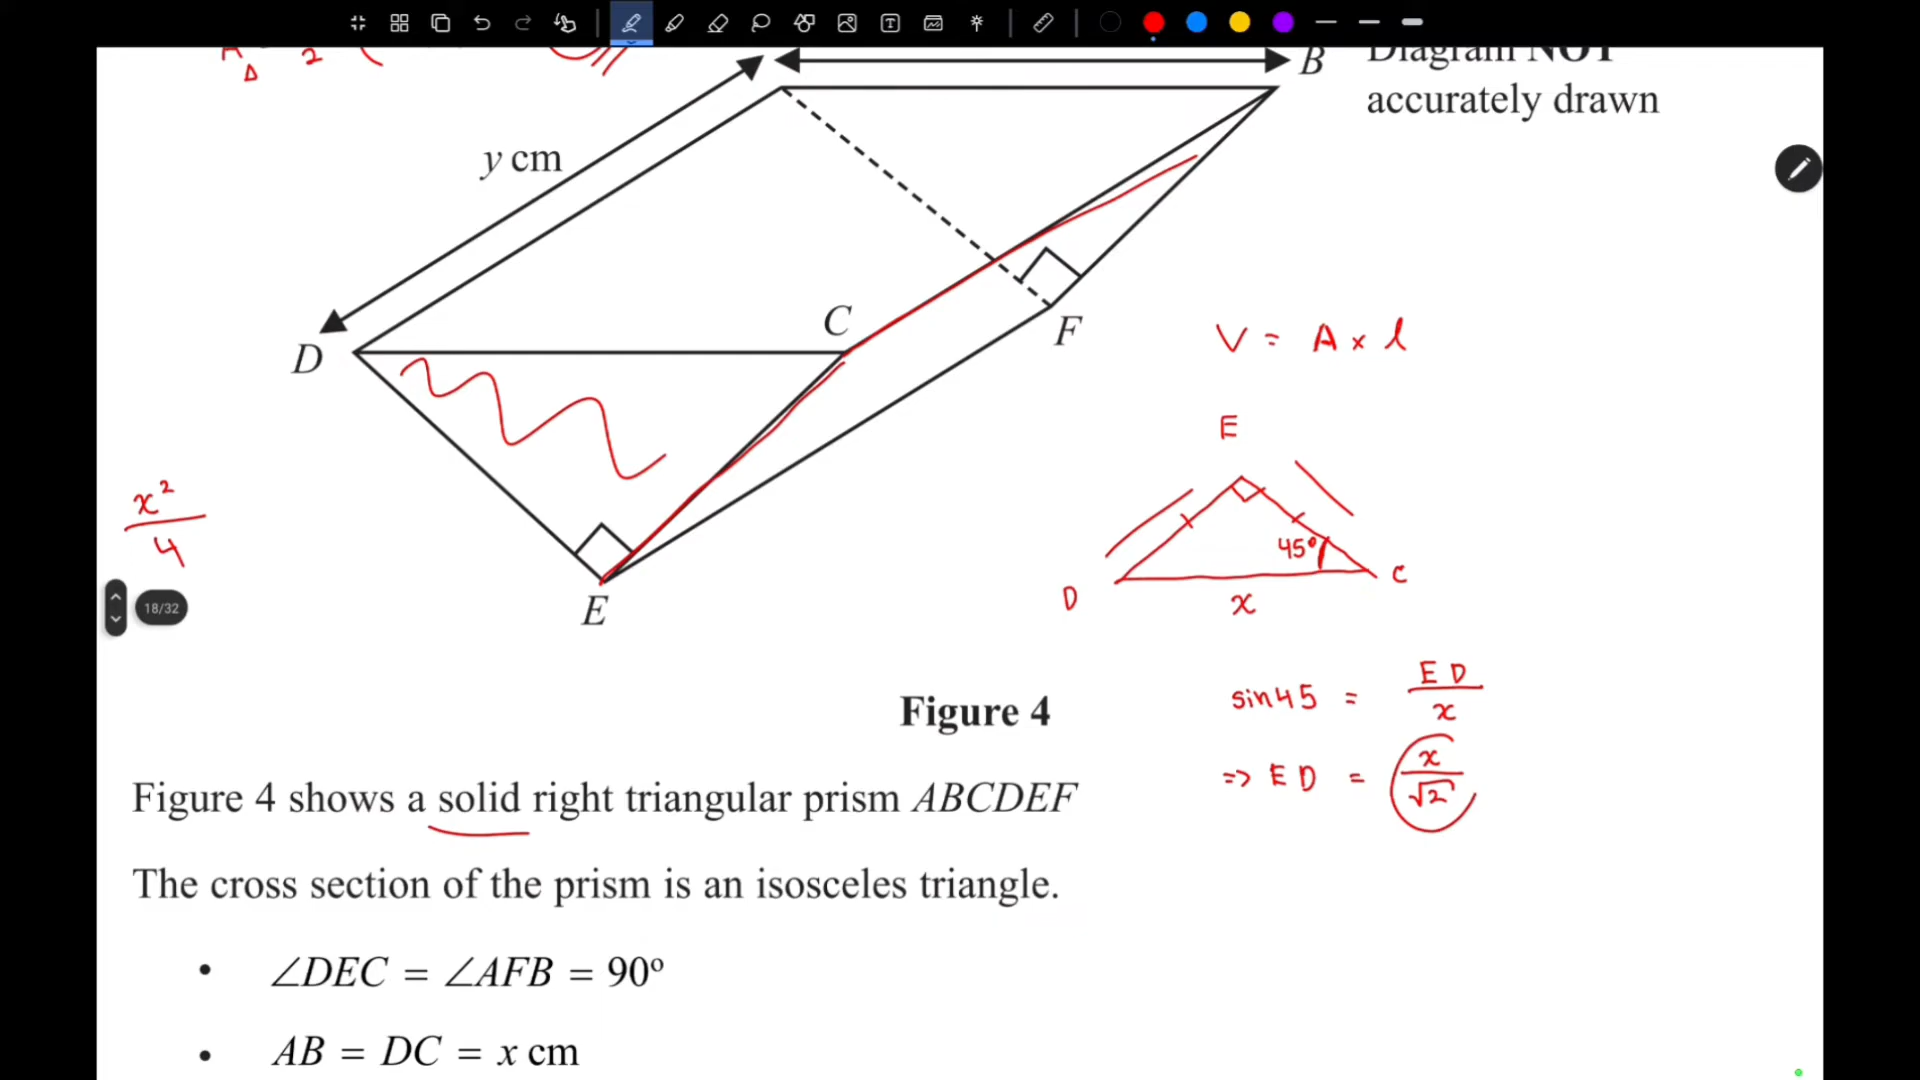 Δ 2
B
Diagram NOT
accurately drawn
y cm
C
F
D
V = A × l
E
x²
4
45°
C
D
x
18/32
E
sin45 = ED
x
Figure 4
=> ED = x
√2
Figure 4 shows a solid right triangular prism ABCDEF
The cross section of the prism is an isosceles triangle.
• ∠DEC = ∠AFB = 90°
• AB = DC = x cm